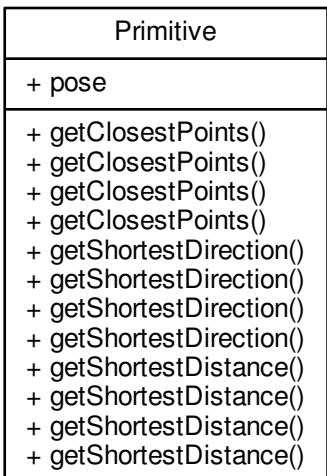 Primitive
+ pose
+ getClosestPoints()
+ getClosestPoints()
+ getClosestPoints()
+ getClosestPoints()
+ getShortestDirection()
+ getShortestDirection()
+ getShortestDirection()
+ getShortestDirection()
+ getShortestDistance()
+ getShortestDistance()
+ getShortestDistance()
+ getShortestDistance()